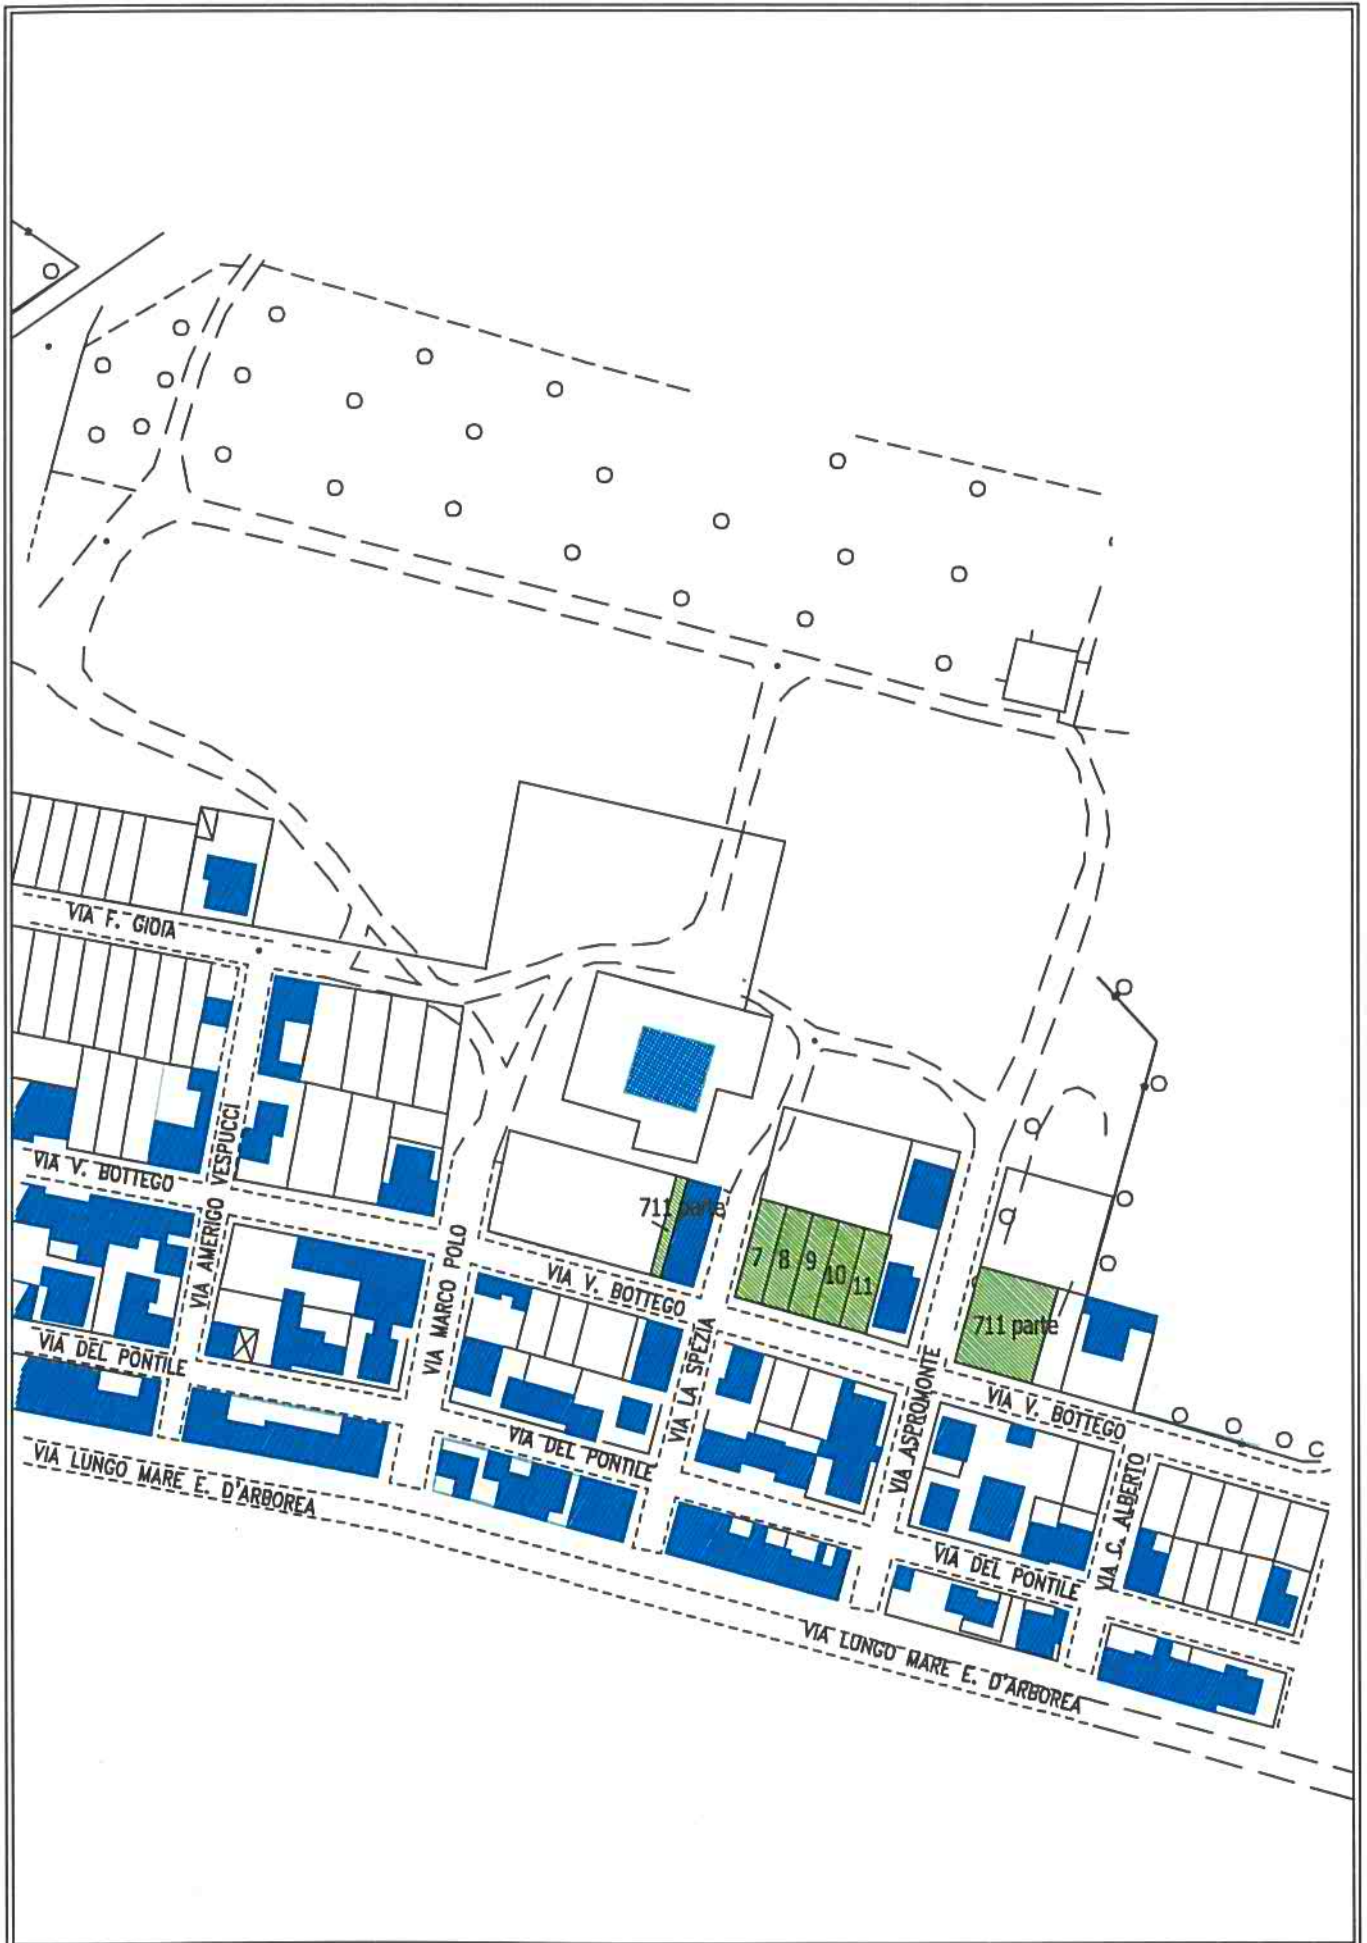 VIA F. GIOIA
VIA V. BOTTEGO
VIA AMERIGO VESPUCCI
711 parte
7 8 9 10 11
VIA MARCO POLO
VIA V. BOTTEGO
711 parte
VIA DEL PONTILE
VIA LA SPEZIA
VIA ASPROMONTE
VIA V. BOTTEGO
VIA DEL PONTILE
VIA LUNGO MARE E. D'ARBOREA
VIA C. ALBERTO
VIA DEL PONTILE
VIA LUNGO MARE E. D'ARBOREA